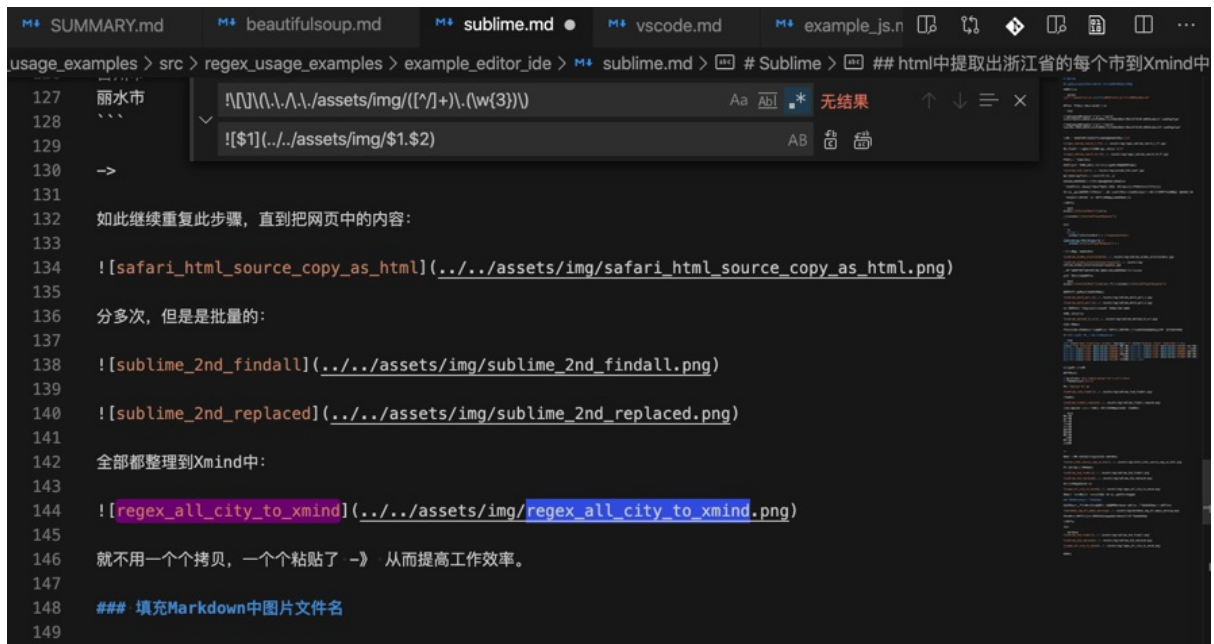 SUMMARY.md beautifulsoup.md sublime.md ● vscode.md example_js.n
_usage_examples > src > regex_usage_examples > example_editor_ide > sublime.md > # Sublime > ## html中提取出浙江省的每个市到Xmind中
127 丽水市
128 ```
129
130 —>
131
132 如此继续重复此步骤，直到把网页中的内容：
133
134 ![safari_html_source_copy_as_html](../../assets/img/safari_html_source_copy_as_html.png)
135
136 分多次，但是是批量的：
137
138 ![sublime_2nd_findall](../../assets/img/sublime_2nd_findall.png)
139
140 ![sublime_2nd_replaced](../../assets/img/sublime_2nd_replaced.png)
141
142 全部都整理到Xmind中：
143
144 ![regex_all_city_to_xmind](../../assets/img/regex_all_city_to_xmind.png)
145
146 就不用一个个拷贝，一个个粘贴了 -》 从而提高工作效率。
147
148 ### 填充Markdown中图片文件名
149
!\[\]\(\.\./\.\./assets/img/([^/]+)\.(\w{3})\) Aa Abl .* 无结果
![$1](../../assets/img/$1.$2) AB